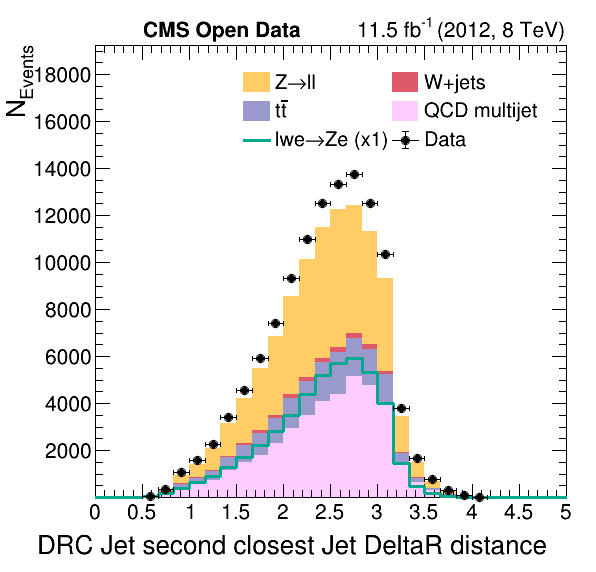 CMS Open Data 11.5 fb-1 (2012, 8 TeV)
NEvents
Z→ll W+jets
tt̄ QCD multijet
lwe→Ze (x1) Data
18000
16000
14000
12000
10000
8000
6000
4000
2000
0 0.5 1 1.5 2 2.5 3 3.5 4 4.5 5
DRC Jet second closest Jet DeltaR distance